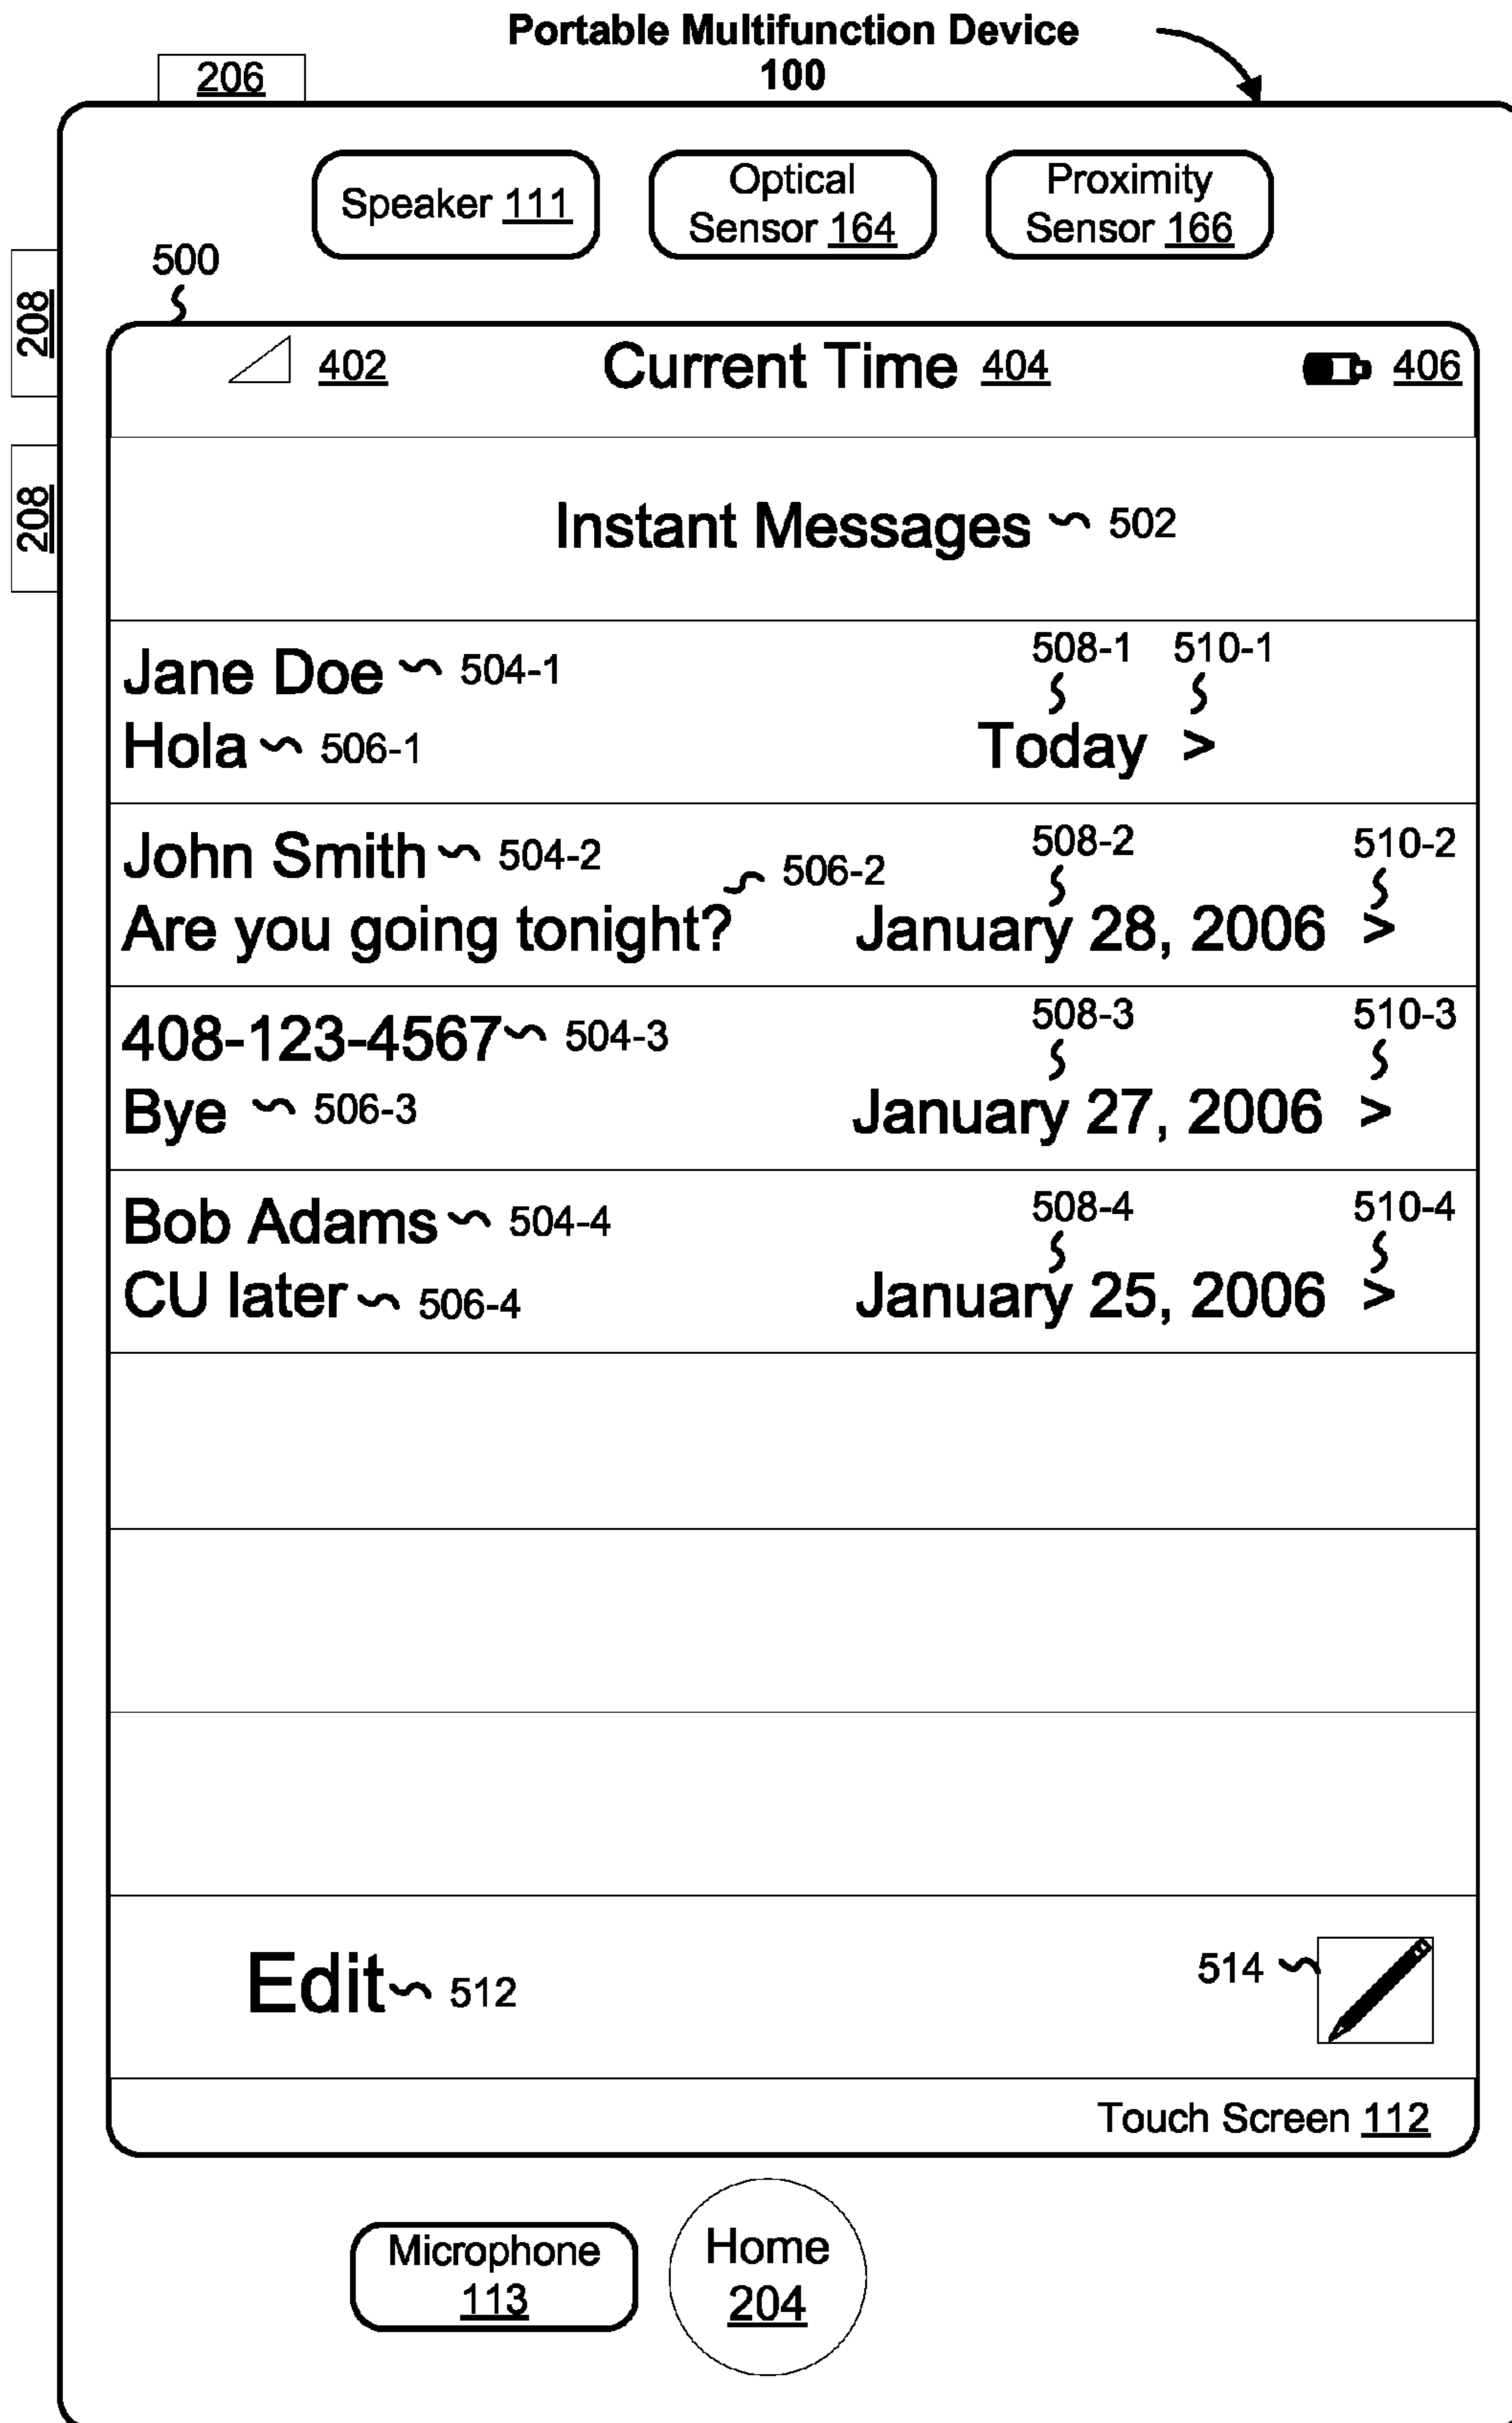 Portable Multifunction Device
100
206
Speaker 111
Optical
Sensor 164
Proximity
Sensor 166
500
208
208
402
Current Time 404
406
Instant Messages 502
Jane Doe 504-1
508-1 510-1
Hola 506-1
Today >
John Smith 504-2
506-2
508-2
510-2
Are you going tonight?
January 28, 2006 >
408-123-4567 504-3
508-3
510-3
Bye 506-3
January 27, 2006 >
Bob Adams 504-4
508-4
510-4
CU later 506-4
January 25, 2006 >
Edit 512
514
Touch Screen 112
Microphone
113
Home
204